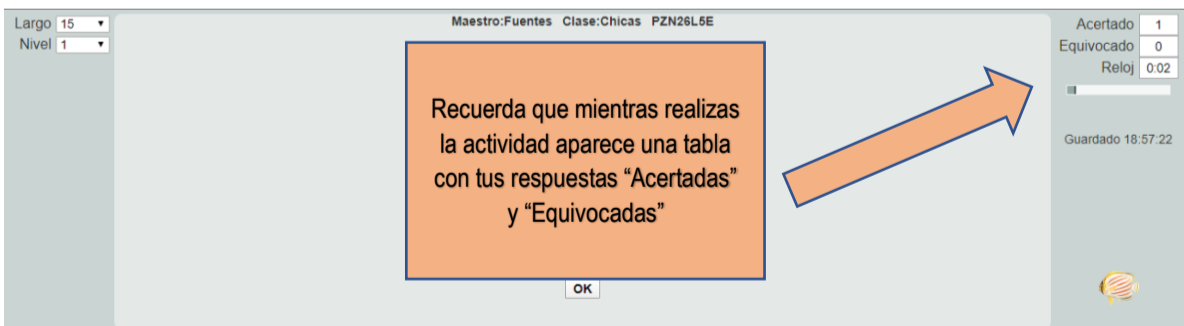 Largo 15
Nivel 1
Maestro:Fuentes Clase:Chicas PZN26L5E
Recuerda que mientras realizas
la actividad aparece una tabla
con tus respuestas “Acertadas”
y “Equivocadas”
OK
Acertado 1
Equivocado 0
Reloj 0:02
Guardado 18:57:22